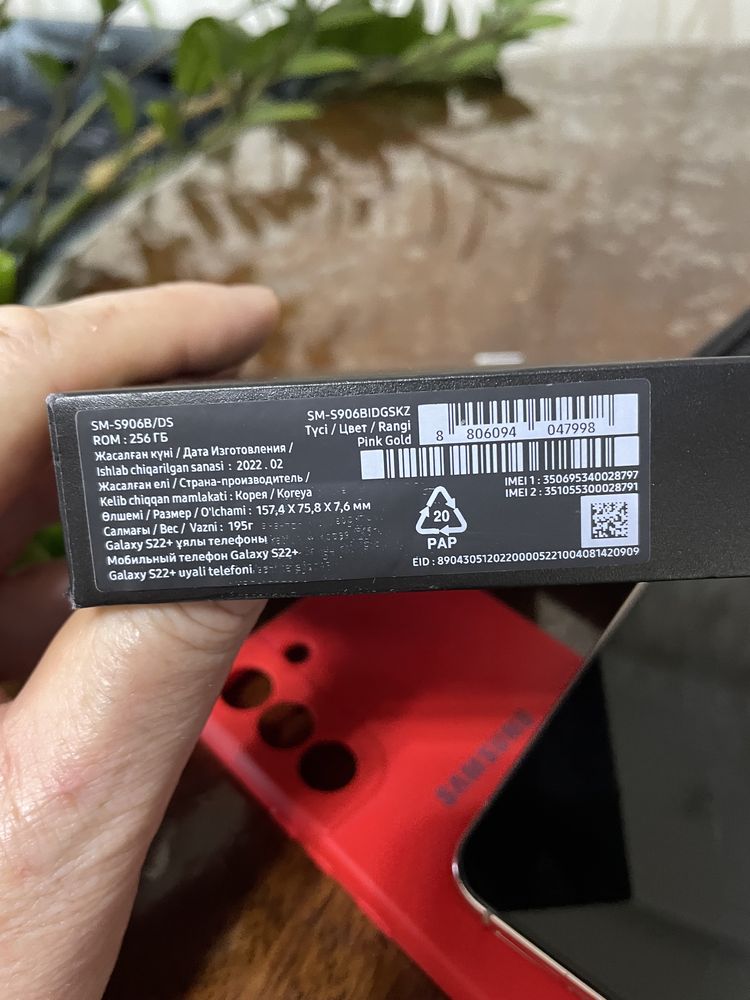 SM-S906B/DS
ROM : 256 ГБ
Жасалған күні / Дата Изготовления /
Ishlab chiqarilgan sanasi : 2022 . 02
Жасалған елі / Страна-производитель /
Kelib chiqqan mamlakati : Корея / Koreya
Өлшемі / Размер / O'lchami : 157,4 X 75,8 X 7,6 мм
Салмағы / Вес / Vazni : 195г
Galaxy S22+ ұялы телефоны
Мобильный телефон Galaxy S22+
Galaxy S22+ uyali telefoni
SM-S906BIDGSKZ
Түсі / Цвет / Rangi
Pink Gold
8 806094 047998
IMEI 1 : 350695340028797
IMEI 2 : 351055300028791
20
PAP
EID : 89043051202200005221004081420909
SAMSUNG